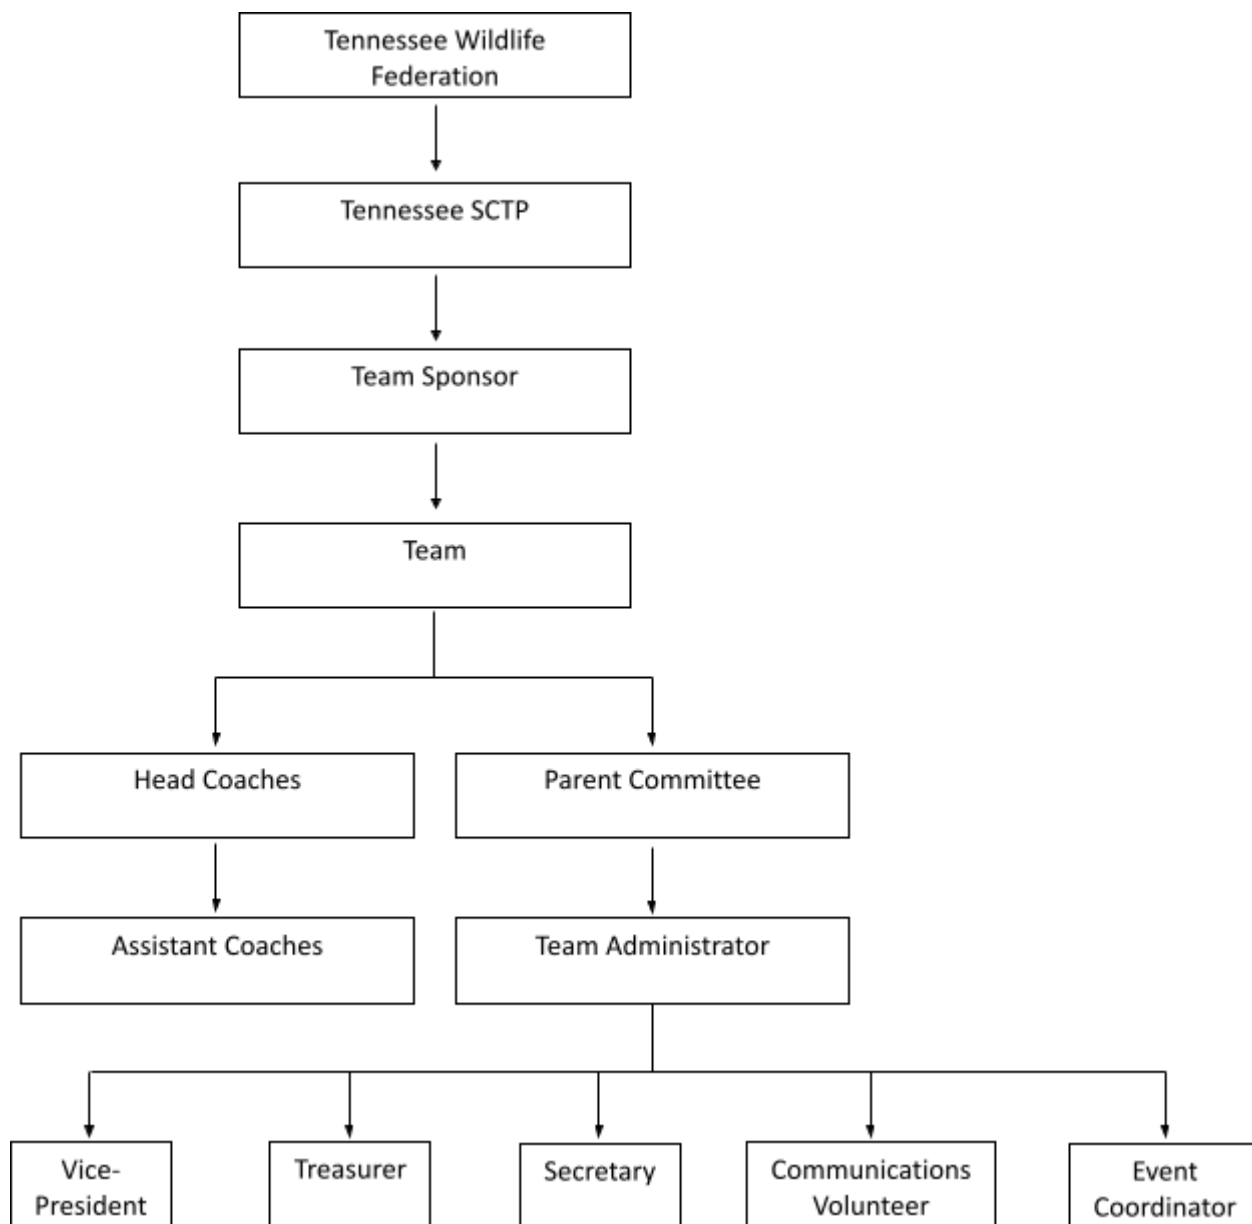 Tennessee Wildlife
Federation
Tennessee SCTP
Team Sponsor
Team
Head Coaches
Parent Committee
Assistant Coaches
Team Administrator
Vice-
President
Treasurer
Secretary
Communications
Volunteer
Event
Coordinator